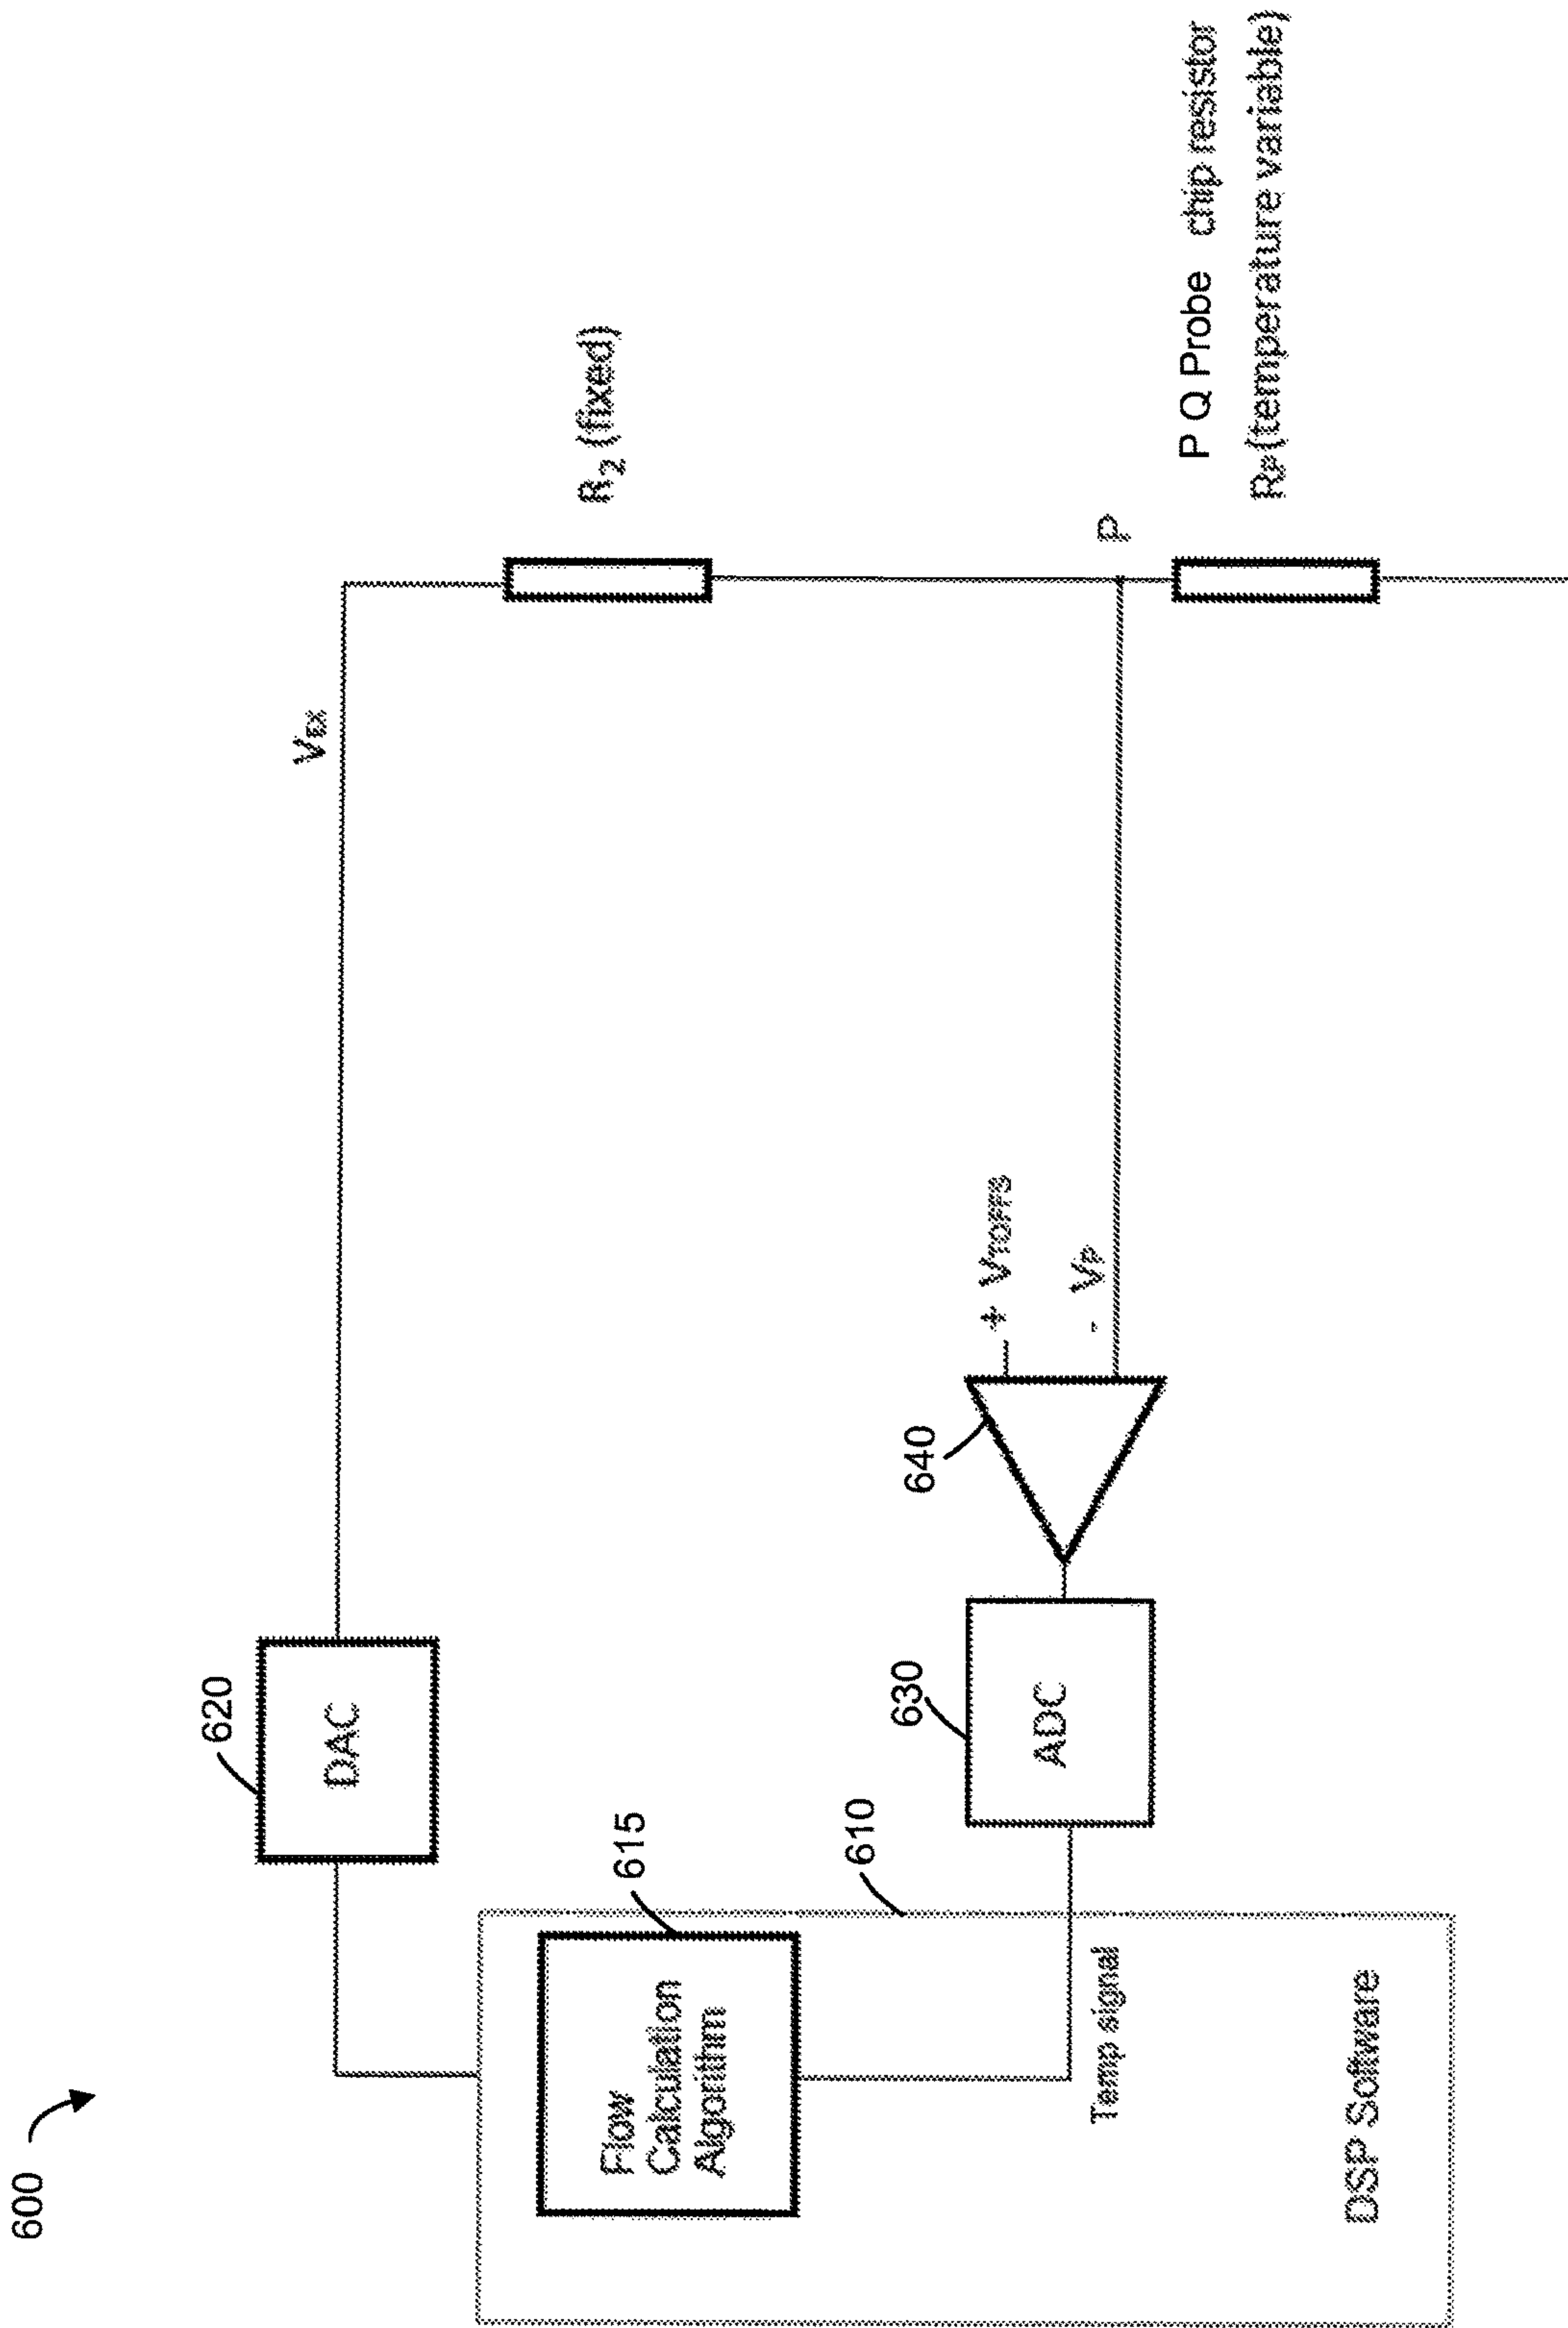 600
620
DAC
VEX
R2 (fixed)
615
Flow
Calculation
Algorithm
610
630
ADC
640
+ VTOFFS
- VP
P
P Q Probe chip resistor
RP(temperature variable)
Temp signal
DSP Software